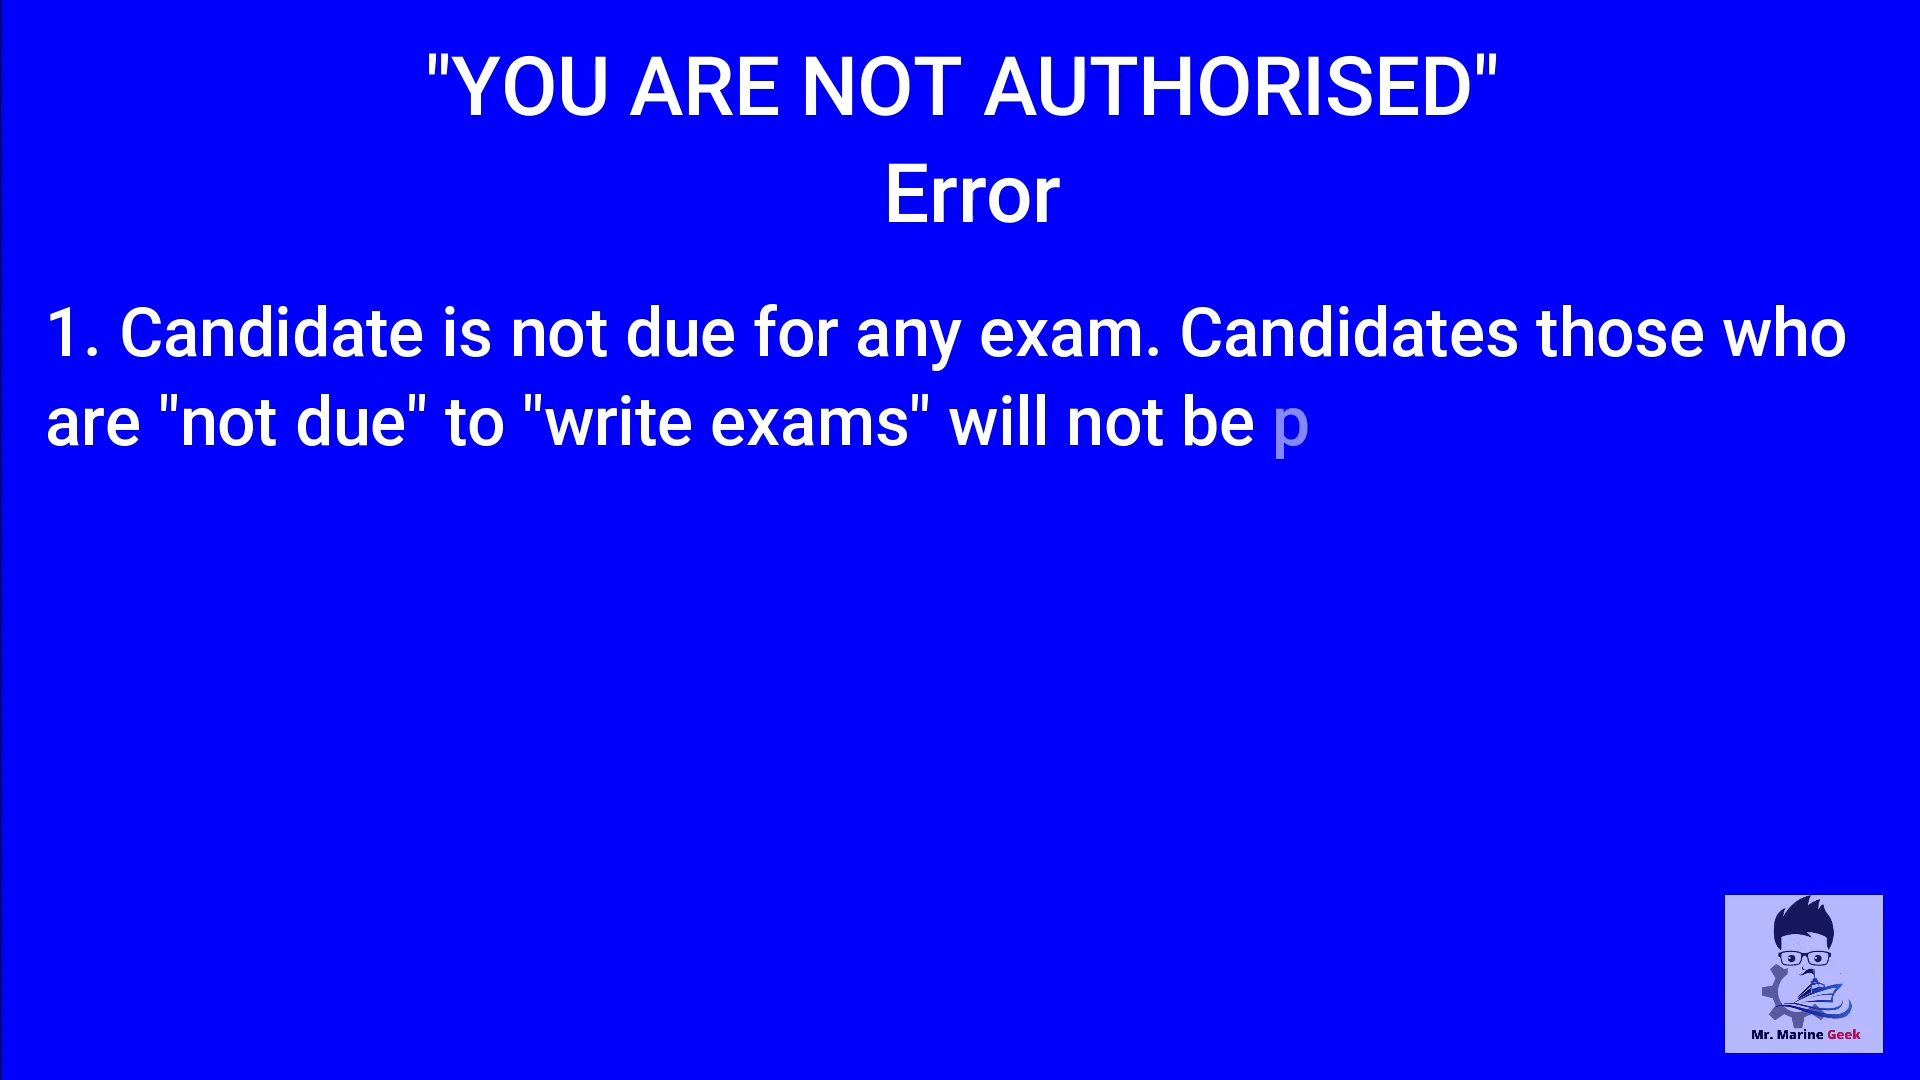 "YOU ARE NOT AUTHORISED"
Error
1. Candidate is not due for any exam. Candidates those who
are "not due" to "write exams" will not be p
Mr. Marine Geek